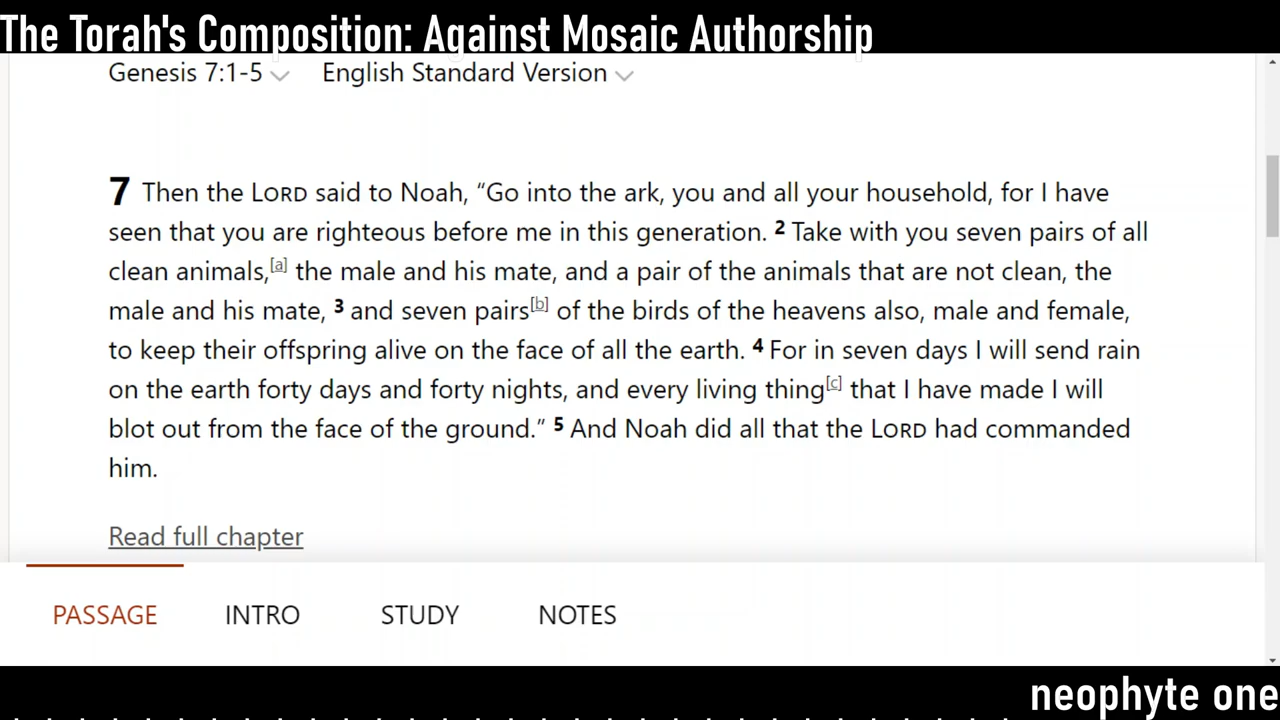 The Torah's Composition: Against Mosaic Authorship
Genesis 7:1-5 English Standard Version
7 Then the LORD said to Noah, “Go into the ark, you and all your household, for I have
seen that you are righteous before me in this generation. 2 Take with you seven pairs of all
clean animals,[a] the male and his mate, and a pair of the animals that are not clean, the
male and his mate, 3 and seven pairs[b] of the birds of the heavens also, male and female,
to keep their offspring alive on the face of all the earth. 4 For in seven days I will send rain
on the earth forty days and forty nights, and every living thing[c] that I have made I will
blot out from the face of the ground.” 5 And Noah did all that the LORD had commanded
him.
Read full chapter
PASSAGE INTRO STUDY NOTES
neophyte one